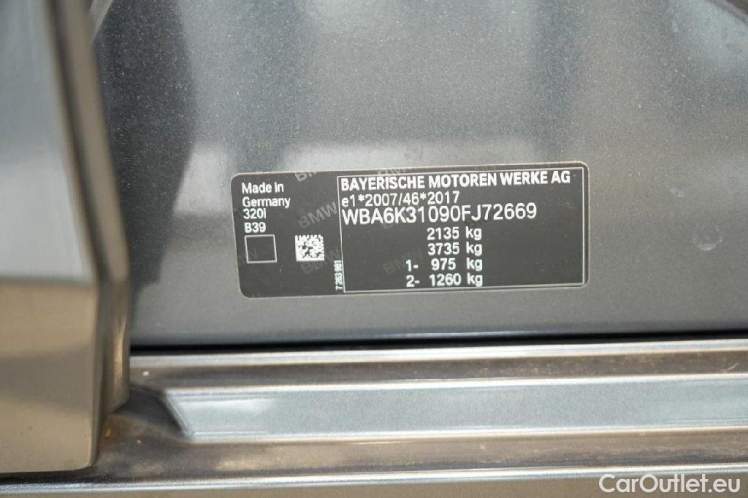 Made in
Germany
320I
B39
BAYERISCHE MOTOREN WERKE AG
e1*2007/46*2017
WBA6K31090FJ72669
2135 kg
3735 kg
1- 975 kg
2- 1260 kg
BMW
CarOutlet.eu